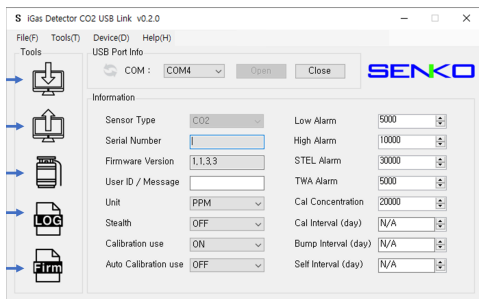 S iGas Detector CO2 USB Link v0.2.0
File(F) Tools(T) Device(D) Help(H)
Tools
USB Port Info
COM : COM4 Open Close
SENKO
Information
Sensor Type CO2
Serial Number
Firmware Version 1,1,3,3
User ID / Message
Unit PPM
Stealth OFF
Calibration use ON
Auto Calibration use OFF
Low Alarm 5000
High Alarm 10000
STEL Alarm 30000
TWA Alarm 5000
Cal Concentration 20000
Cal Interval (day) N/A
Bump Interval (day) N/A
Self Interval (day) N/A
LOG
Firm